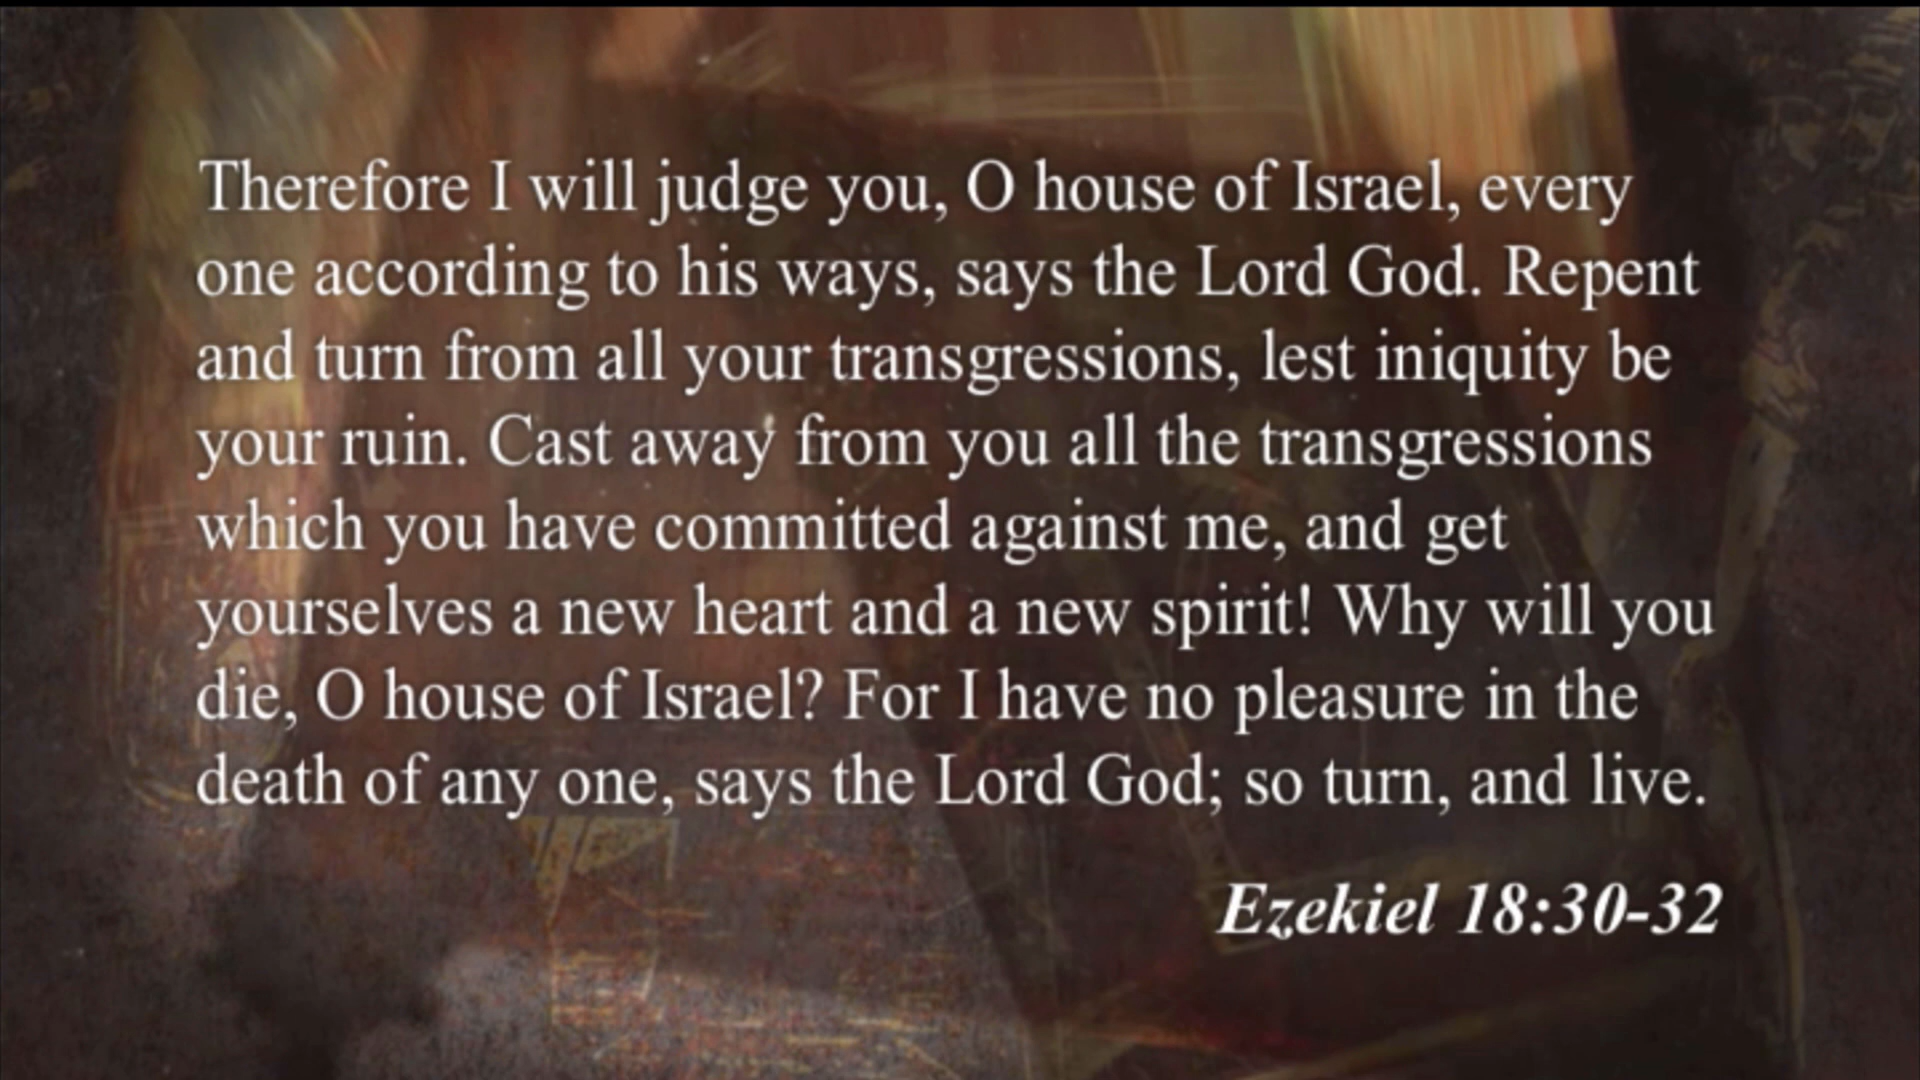 Therefore I will judge you, O house of Israel, every
one according to his ways, says the Lord God. Repent
and turn from all your transgressions, lest iniquity be
your ruin. Cast away from you all the transgressions
which you have committed against me, and get
yourselves a new heart and a new spirit! Why will you
die, O house of Israel? For I have no pleasure in the
death of any one, says the Lord God; so turn, and live.
Ezekiel 18:30-32